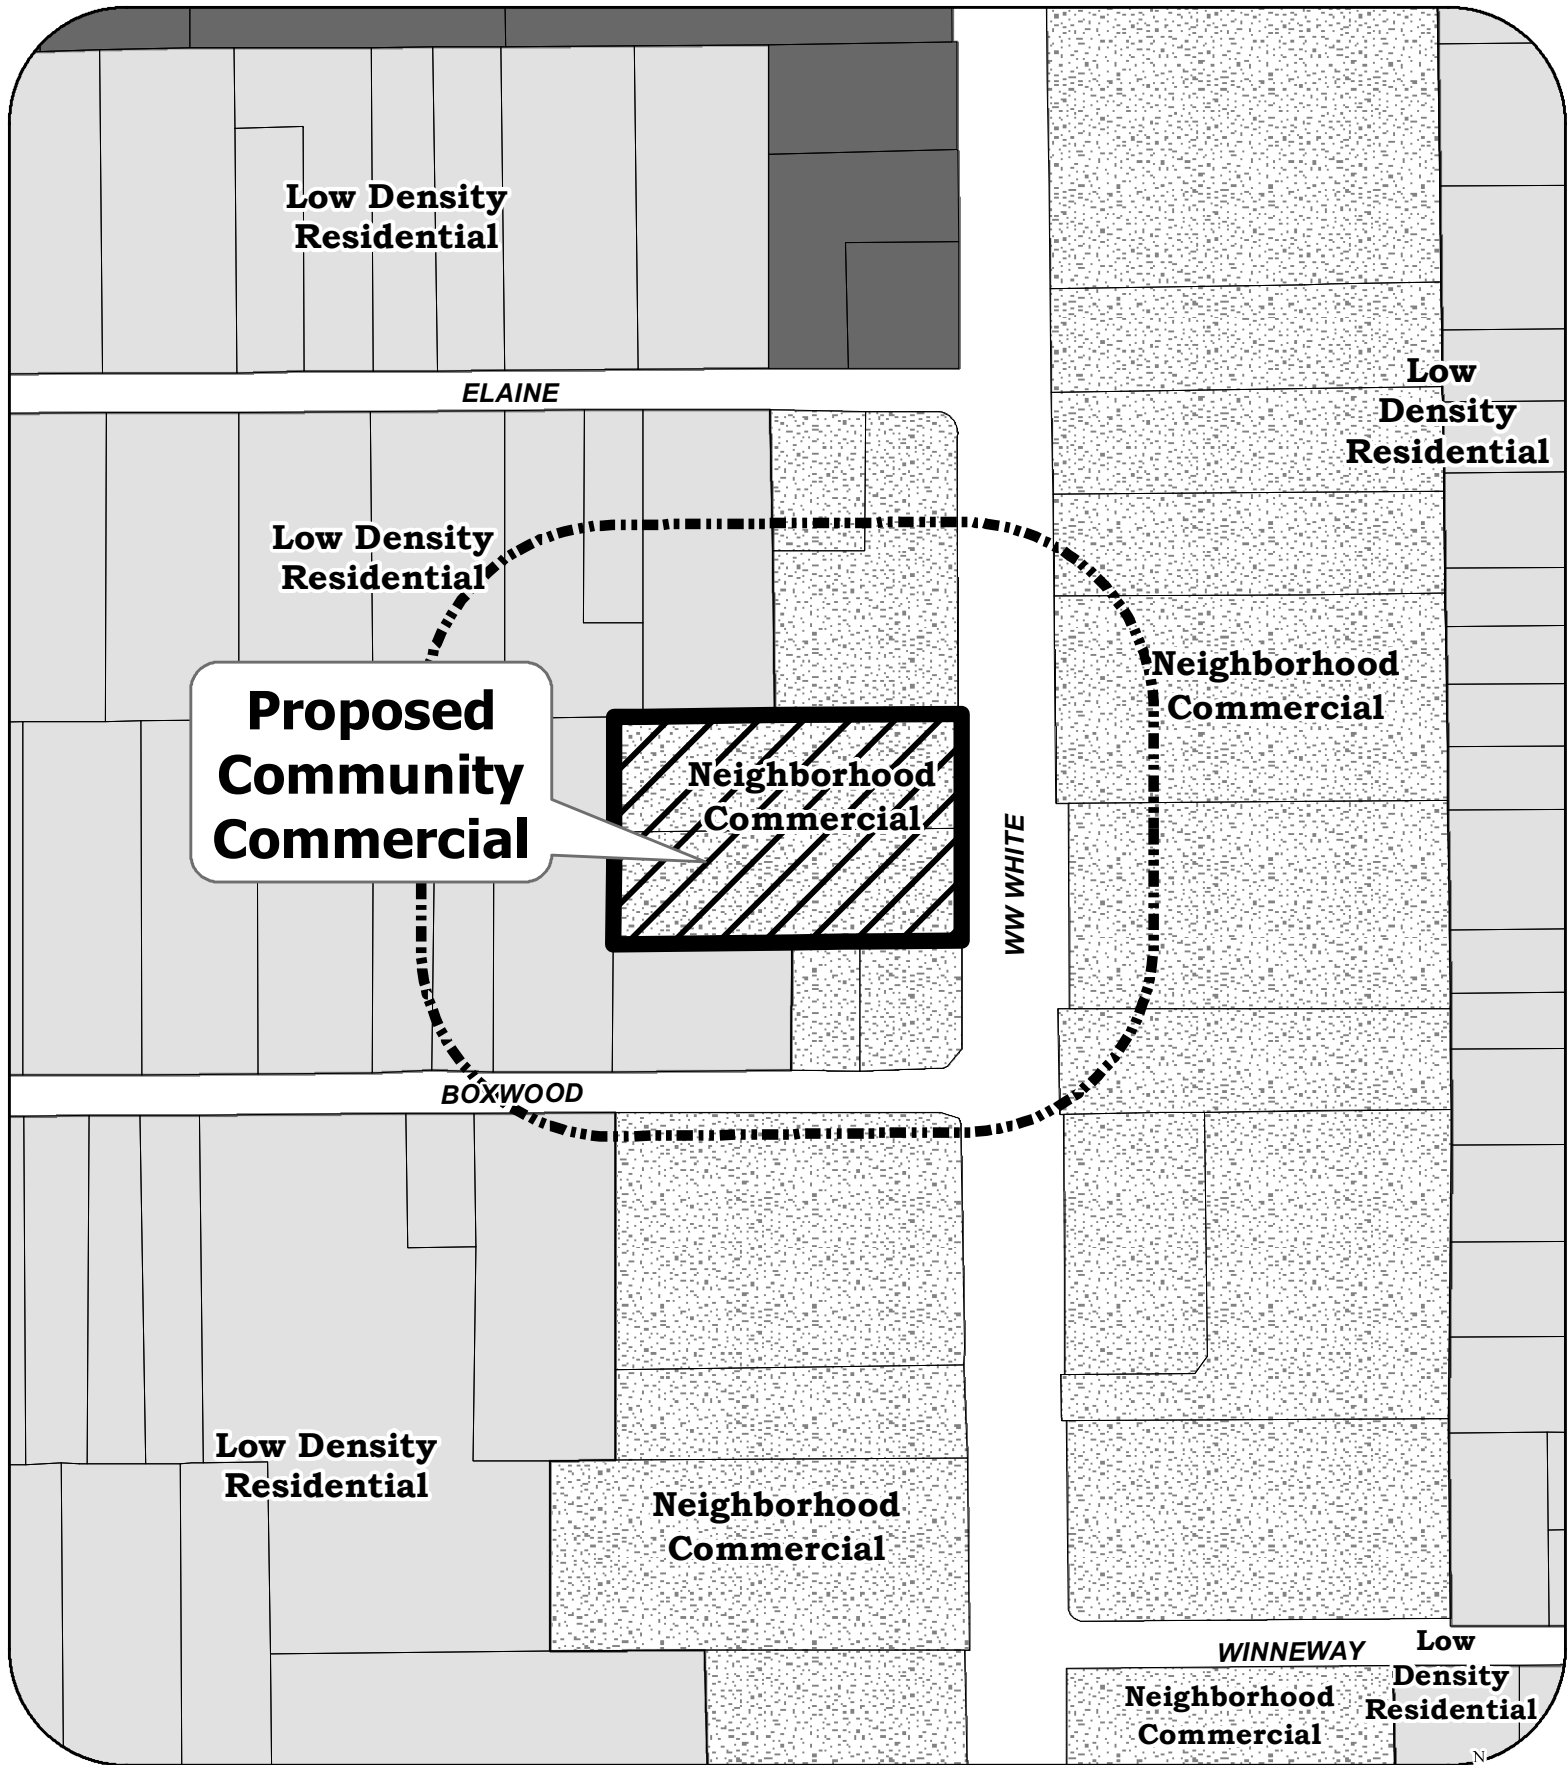 Low Density
Residential
ELAINE
Low
Density
Residential
Low Density
Residential
Neighborhood
Commercial
Proposed
Community
Commercial
Neighborhood
Commercial
WW WHITE
BOXWOOD
Low Density
Residential
Neighborhood
Commercial
WINNEWAY
Low
Density
Residential
Neighborhood
Commercial
N